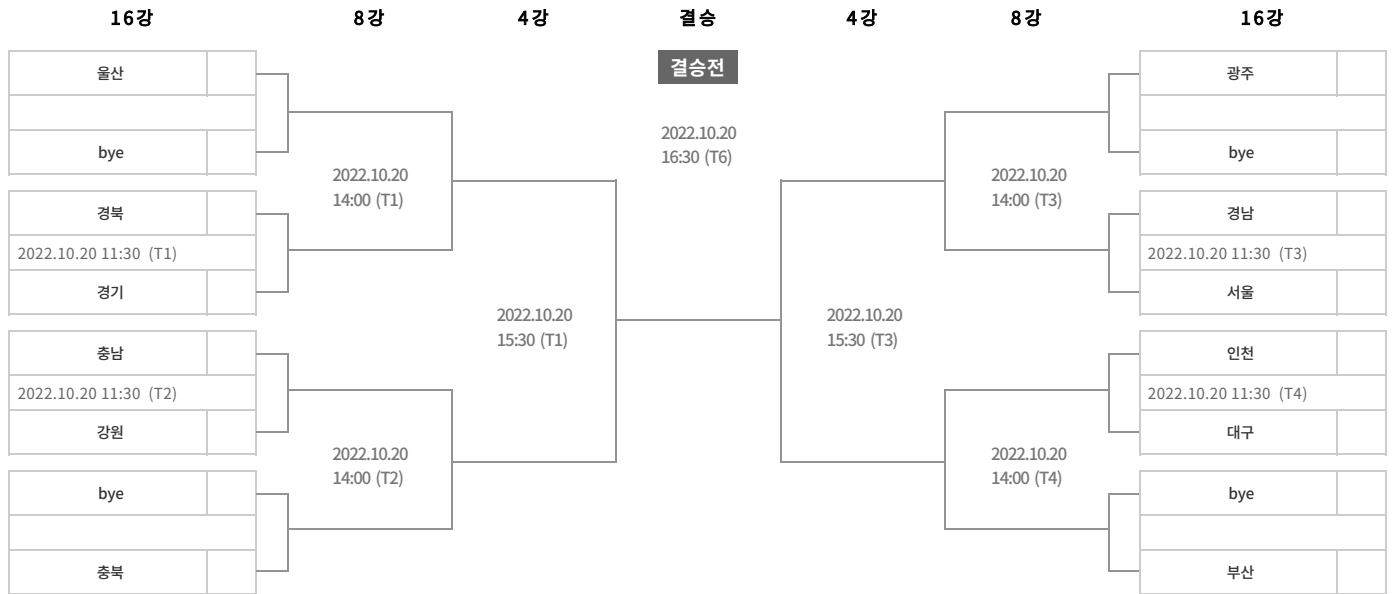 16강 8강 4강 결승 4강 8강 16강
결승전
울산
bye
경북
2022.10.20 11:30 (T1)
경기
충남
2022.10.20 11:30 (T2)
강원
bye
충북
2022.10.20
14:00 (T1)
2022.10.20
14:00 (T2)
2022.10.20
15:30 (T1)
2022.10.20
16:30 (T6)
2022.10.20
15:30 (T3)
2022.10.20
14:00 (T3)
2022.10.20
14:00 (T4)
광주
bye
경남
2022.10.20 11:30 (T3)
서울
인천
2022.10.20 11:30 (T4)
대구
bye
부산